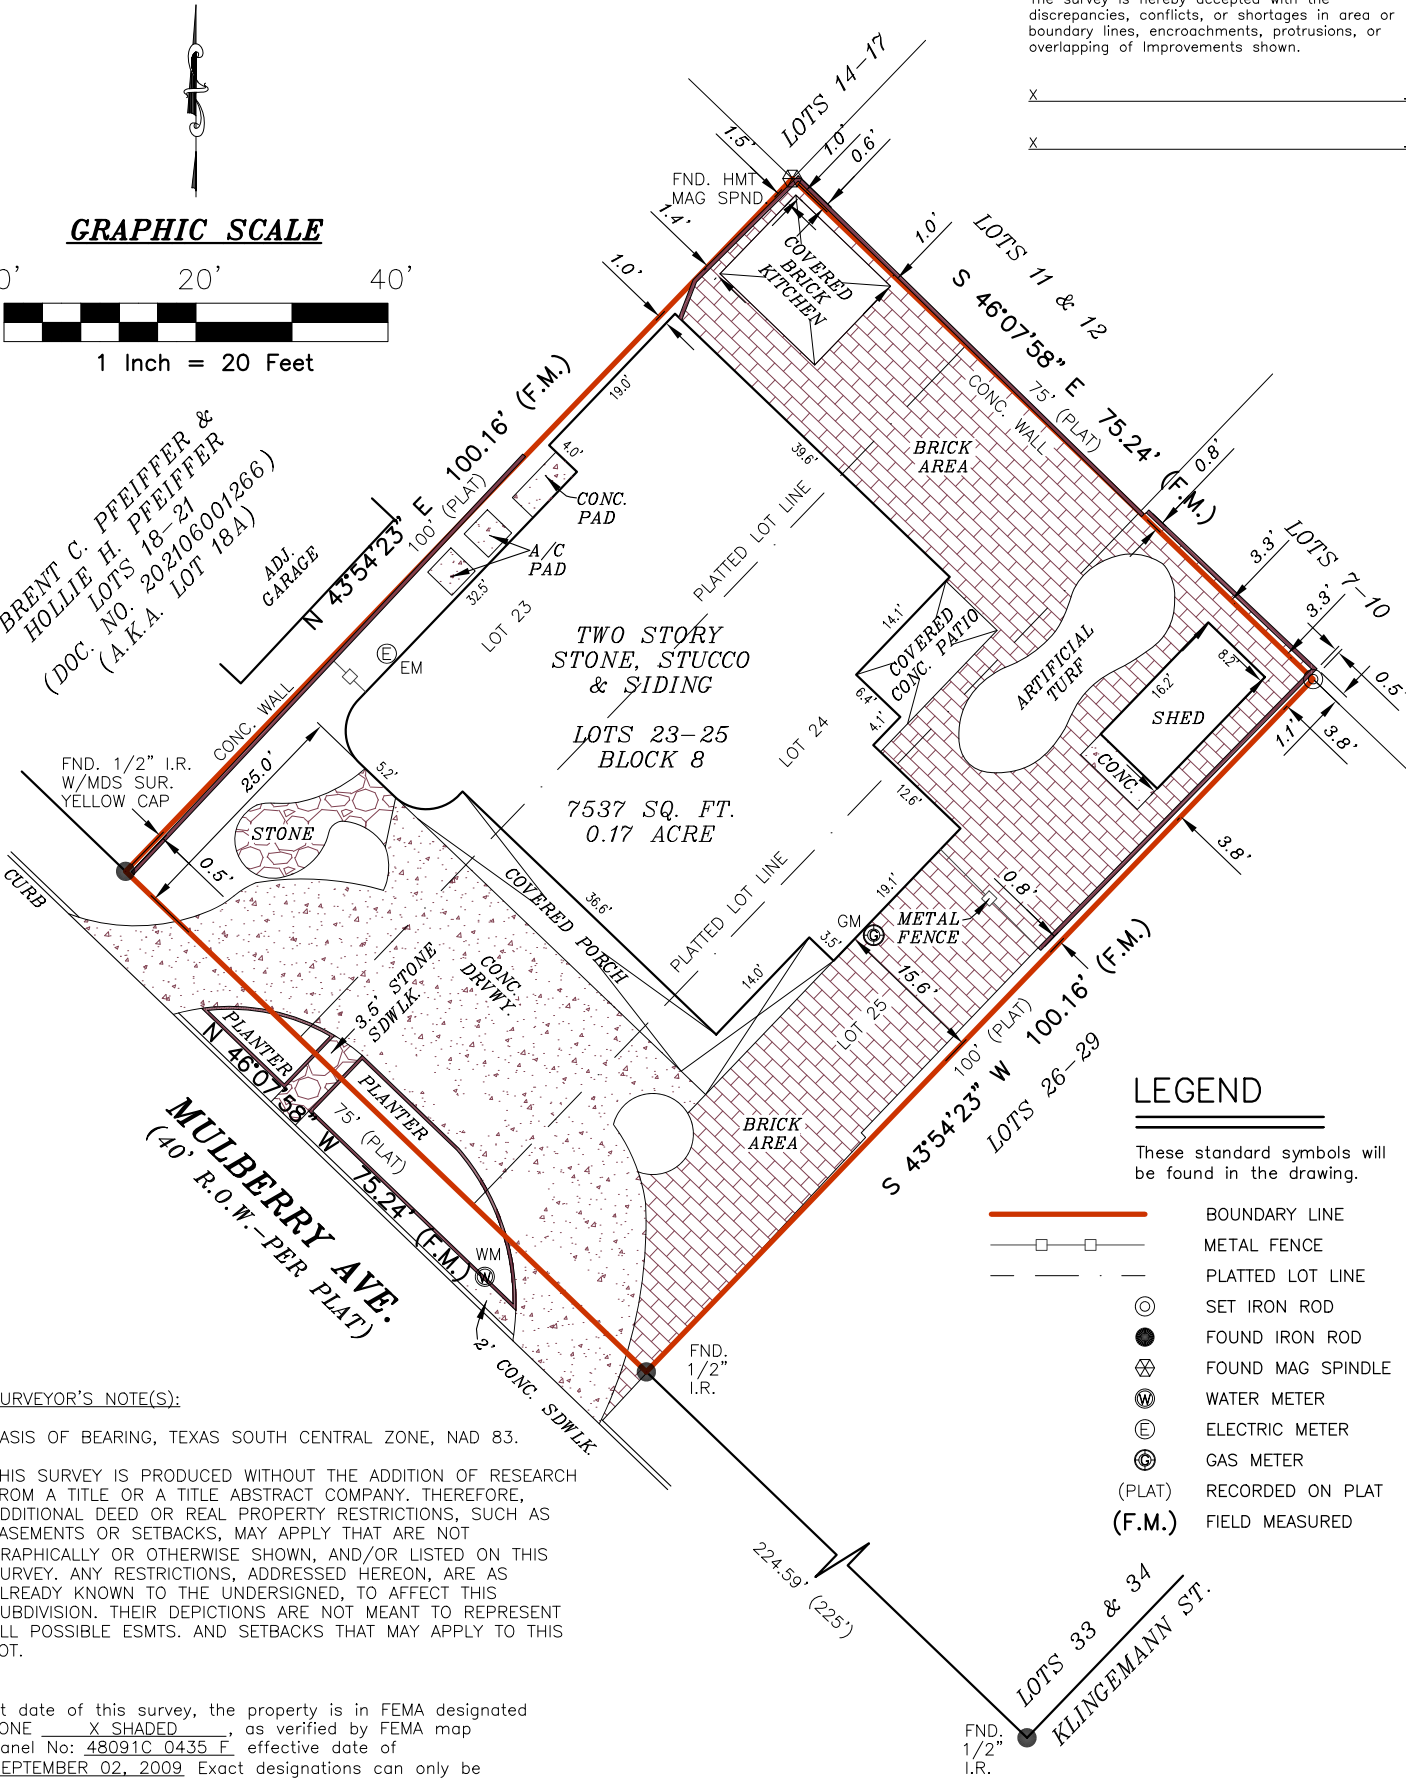 The survey is hereby accepted with the
discrepancies, conflicts, or shortages in area or
boundary lines, encroachments, protrusions, or
overlapping of Improvements shown.
X
X
GRAPHIC SCALE
0' 20' 40'
1 Inch = 20 Feet
LOTS 14-17
1.5'
1.0'
0.6'
FND. HMT
MAG SPND.
1.4'
1.0'
COVERED
BRICK
KITCHEN
1.0'
LOTS 11 & 12
S 46°07'58" E 75.24' (F.M.)
75' (PLAT)
CONC. WALL
BRICK
AREA
0.8'
3.3'
LOTS 7-10
3.3'
0.5'
3.8'
1.1'
3.8'
BRENT C. PFEIFFER &
HOLLIE H. PFEIFFER
LOTS 18-21
(DOC. NO. 202106001266)
(A.K.A. LOT 18A)
ADJ.
GARAGE
N 43°54'23" E 100.16' (F.M.)
100' (PLAT)
19.0'
4.0'
39.6'
CONC.
PAD
A/C
PAD
32.5'
LOT 23
E
EM
PLATTED LOT LINE
TWO STORY
STONE, STUCCO
& SIDING
LOTS 23-25
BLOCK 8
7537 SQ. FT.
0.17 ACRE
14.1'
COVERED
CONC. PATIO
6.4'
4.1'
LOT 24
12.6'
ARTIFICIAL
TURF
8.2'
16.2'
SHED
CONC.
CONC. WALL
FND. 1/2" I.R.
W/MDS SUR.
YELLOW CAP
25.0'
5.2'
STONE
0.5'
CURB
36.6'
COVERED PORCH
PLATTED LOT LINE
19.1'
GM
G
METAL
FENCE
0.8'
3.5'
14.0'
15.6'
LOT 25
100' (PLAT)
S 43°54'23" W 100.16' (F.M.)
LOTS 26-29
CONC.
DRVWY.
3.5' STONE
SDWLK.
PLANTER
PLANTER
N 46°07'58" W 75.24' (F.M.)
75' (PLAT)
MULBERRY AVE.
(40' R.O.W.-PER PLAT)
WM
W
2' CONC. SDWLK.
BRICK
AREA
FND.
1/2"
I.R.
LEGEND
These standard symbols will
be found in the drawing.
BOUNDARY LINE
METAL FENCE
PLATTED LOT LINE
SET IRON ROD
FOUND IRON ROD
FOUND MAG SPINDLE
W WATER METER
E ELECTRIC METER
G GAS METER
(PLAT) RECORDED ON PLAT
(F.M.) FIELD MEASURED
224.59' (225')
LOTS 33 & 34
KLINGEMANN ST.
FND.
1/2"
I.R.
URVEYOR'S NOTE(S):
ASIS OF BEARING, TEXAS SOUTH CENTRAL ZONE, NAD 83.
HIS SURVEY IS PRODUCED WITHOUT THE ADDITION OF RESEARCH
ROM A TITLE OR A TITLE ABSTRACT COMPANY. THEREFORE,
DDITIONAL DEED OR REAL PROPERTY RESTRICTIONS, SUCH AS
ASEMENTS OR SETBACKS, MAY APPLY THAT ARE NOT
RAPHICALLY OR OTHERWISE SHOWN, AND/OR LISTED ON THIS
URVEY. ANY RESTRICTIONS, ADDRESSED HEREON, ARE AS
LREADY KNOWN TO THE UNDERSIGNED, TO AFFECT THIS
UBDIVISION. THEIR DEPICTIONS ARE NOT MEANT TO REPRESENT
LL POSSIBLE ESMTS. AND SETBACKS THAT MAY APPLY TO THIS
OT.
t date of this survey, the property is in FEMA designated
ONE X SHADED , as verified by FEMA map
anel No: 48091C 0435 F effective date of
EPTEMBER 02, 2009 Exact designations can only be